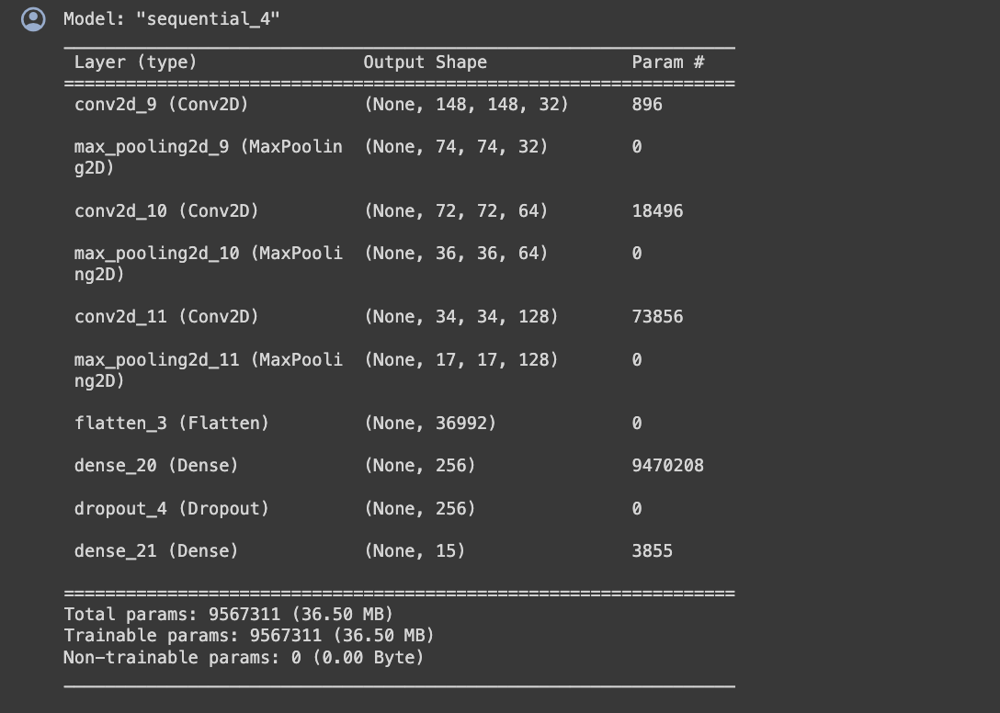 Model: "sequential_4"
Layer (type) Output Shape Param #
=================================================================
conv2d_9 (Conv2D) (None, 148, 148, 32) 896
max_pooling2d_9 (MaxPoolin (None, 74, 74, 32) 0
g2D)
conv2d_10 (Conv2D) (None, 72, 72, 64) 18496
max_pooling2d_10 (MaxPooli (None, 36, 36, 64) 0
ng2D)
conv2d_11 (Conv2D) (None, 34, 34, 128) 73856
max_pooling2d_11 (MaxPooli (None, 17, 17, 128) 0
ng2D)
flatten_3 (Flatten) (None, 36992) 0
dense_20 (Dense) (None, 256) 9470208
dropout_4 (Dropout) (None, 256) 0
dense_21 (Dense) (None, 15) 3855
=================================================================
Total params: 9567311 (36.50 MB)
Trainable params: 9567311 (36.50 MB)
Non-trainable params: 0 (0.00 Byte)